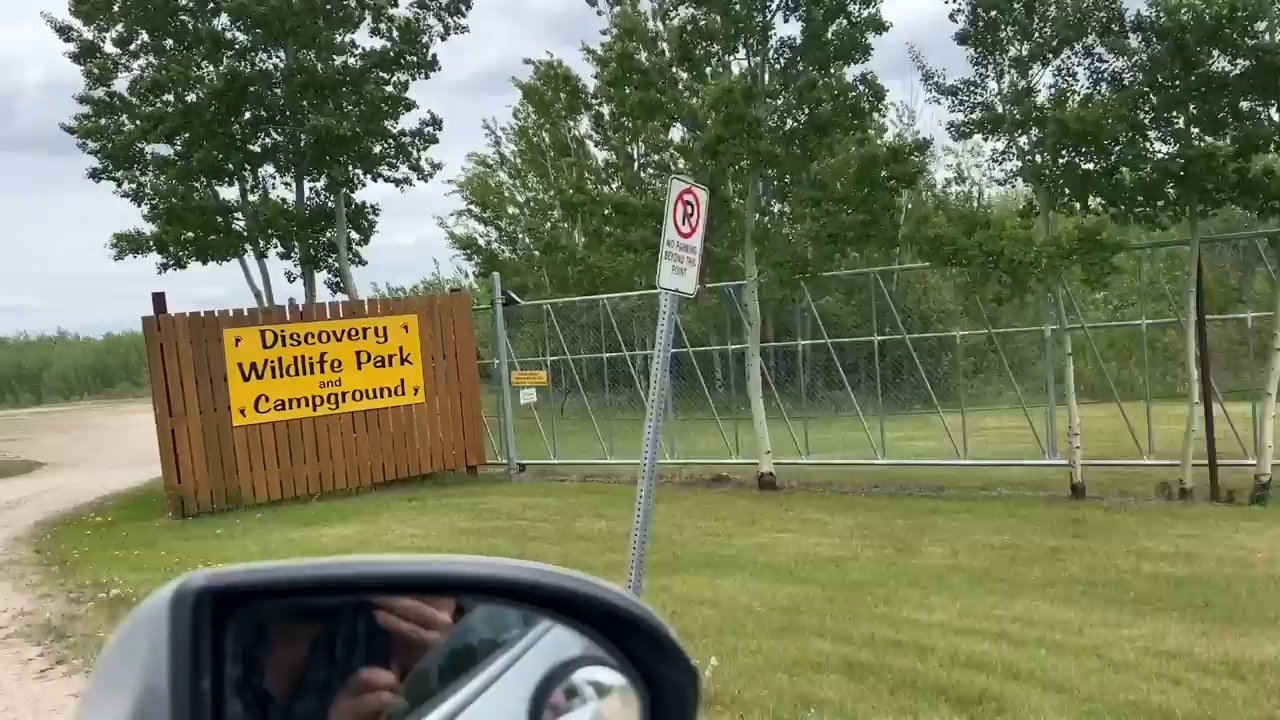 Discovery
Wildlife Park
and
Campground
P
NO PARKING
BEYOND THIS
POINT